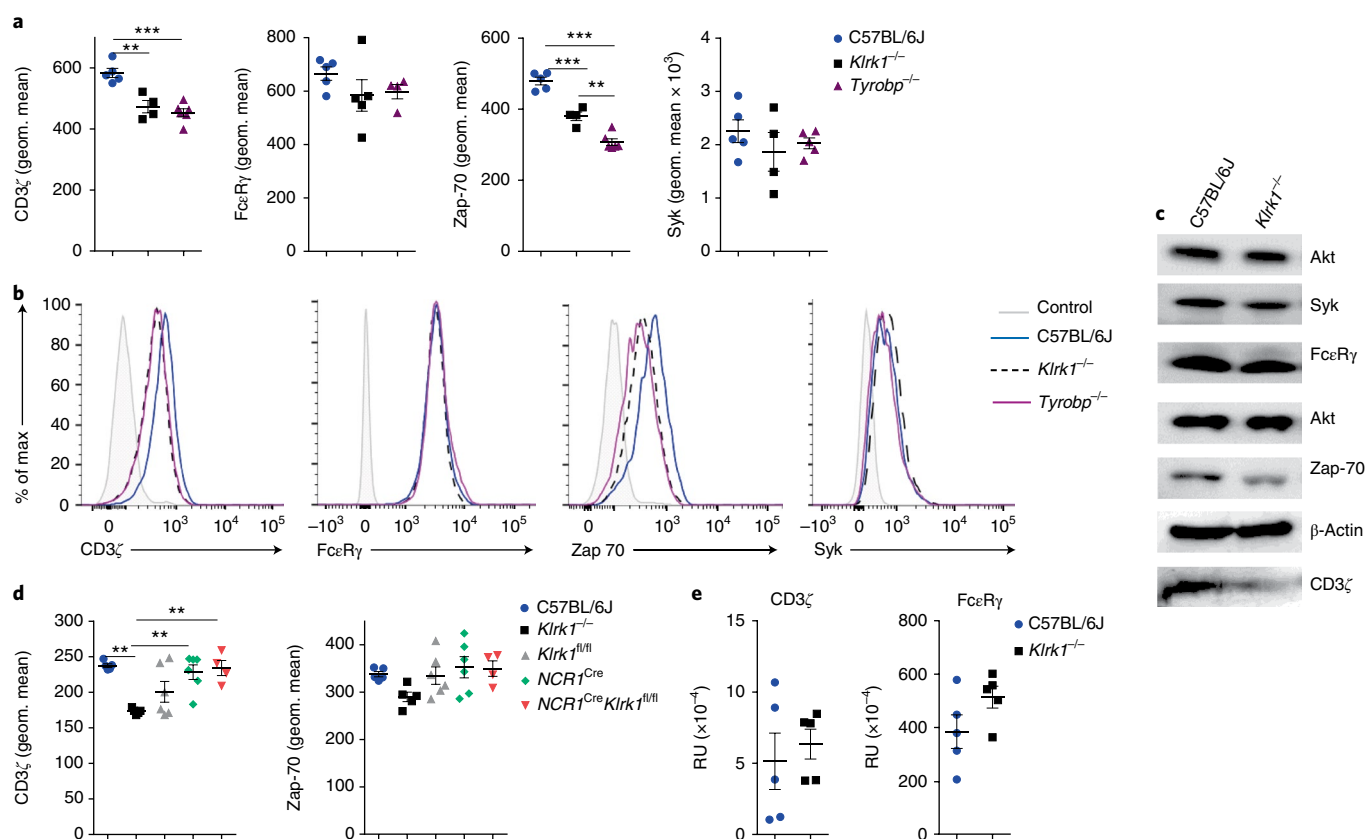 a
CD3ζ (geom. mean)
600
400
200
0
**
***
FcεRγ (geom. mean)
800
600
400
200
0
Zap-70 (geom. mean)
600
400
200
0
***
***
**
Syk (geom. mean × 10³)
4
3
2
1
0
C57BL/6J
Klrk1⁻/⁻
Tyrobp⁻/⁻
b
% of max
100
80
60
40
20
0
0 10³ 10⁴ 10⁵
CD3ζ
−10³ 0 10³ 10⁴ 10⁵
FcεRγ
0 10³ 10⁴ 10⁵
Zap 70
−10³ 0 10³ 10⁴ 10⁵
Syk
Control
C57BL/6J
Klrk1⁻/⁻
Tyrobp⁻/⁻
c
C57BL/6J
Klrk1⁻/⁻
Akt
Syk
FcεRγ
Akt
Zap-70
β-Actin
CD3ζ
d
CD3ζ (geom. mean)
300
250
200
150
100
50
0
**
**
**
Zap-70 (geom. mean)
400
300
200
100
0
C57BL/6J
Klrk1⁻/⁻
Klrk1ᶠˡ/ᶠˡ
NCR1ᶜʳᵉ
NCR1ᶜʳᵉKlrk1ᶠˡ/ᶠˡ
e
CD3ζ
RU (×10⁻⁴)
15
10
5
0
FcεRγ
RU (×10⁻⁴)
800
600
400
200
0
C57BL/6J
Klrk1⁻/⁻